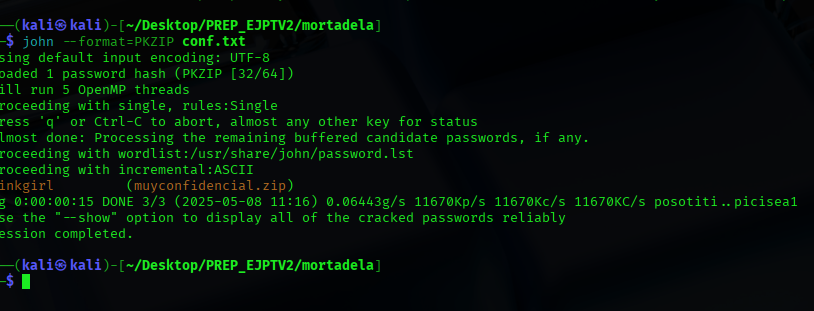 ──(kali㉿kali)-[~/Desktop/PREP_EJPTV2/mortadela]
─$ john --format=PKZIP conf.txt
sing default input encoding: UTF-8
oaded 1 password hash (PKZIP [32/64])
ill run 5 OpenMP threads
roceeding with single, rules:Single
ress 'q' or Ctrl-C to abort, almost any other key for status
lmost done: Processing the remaining buffered candidate passwords, if any.
roceeding with wordlist:/usr/share/john/password.lst
roceeding with incremental:ASCII
inkgirl         (muyconfidencial.zip)
g 0:00:00:15 DONE 3/3 (2025-05-08 11:16) 0.06443g/s 11670Kp/s 11670Kc/s 11670KC/s posotiti..picisea1
se the "--show" option to display all of the cracked passwords reliably
ession completed.
──(kali㉿kali)-[~/Desktop/PREP_EJPTV2/mortadela]
─$